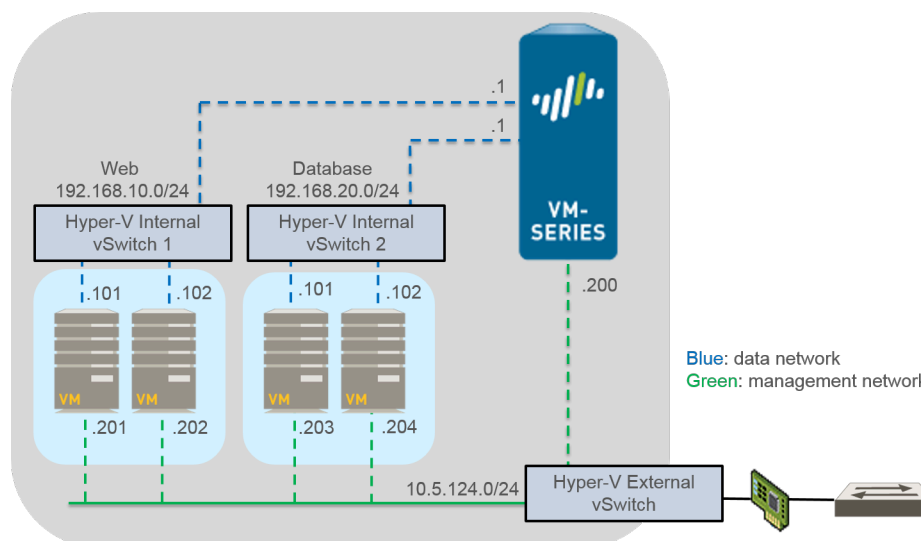 .1
.1
Web
192.168.10.0/24
Database
192.168.20.0/24
Hyper-V Internal
vSwitch 1
Hyper-V Internal
vSwitch 2
VM-
SERIES
.101
.102
.101
.102
.200
VM
VM
VM
VM
.201
.202
.203
.204
Blue: data network
Green: management network
10.5.124.0/24
Hyper-V External
vSwitch